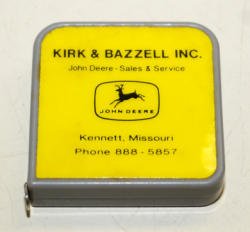 KIRK & BAZZELL INC.
John Deere - Sales & Service
JOHN DEERE
Kennett, Missouri
Phone 888 - 5857